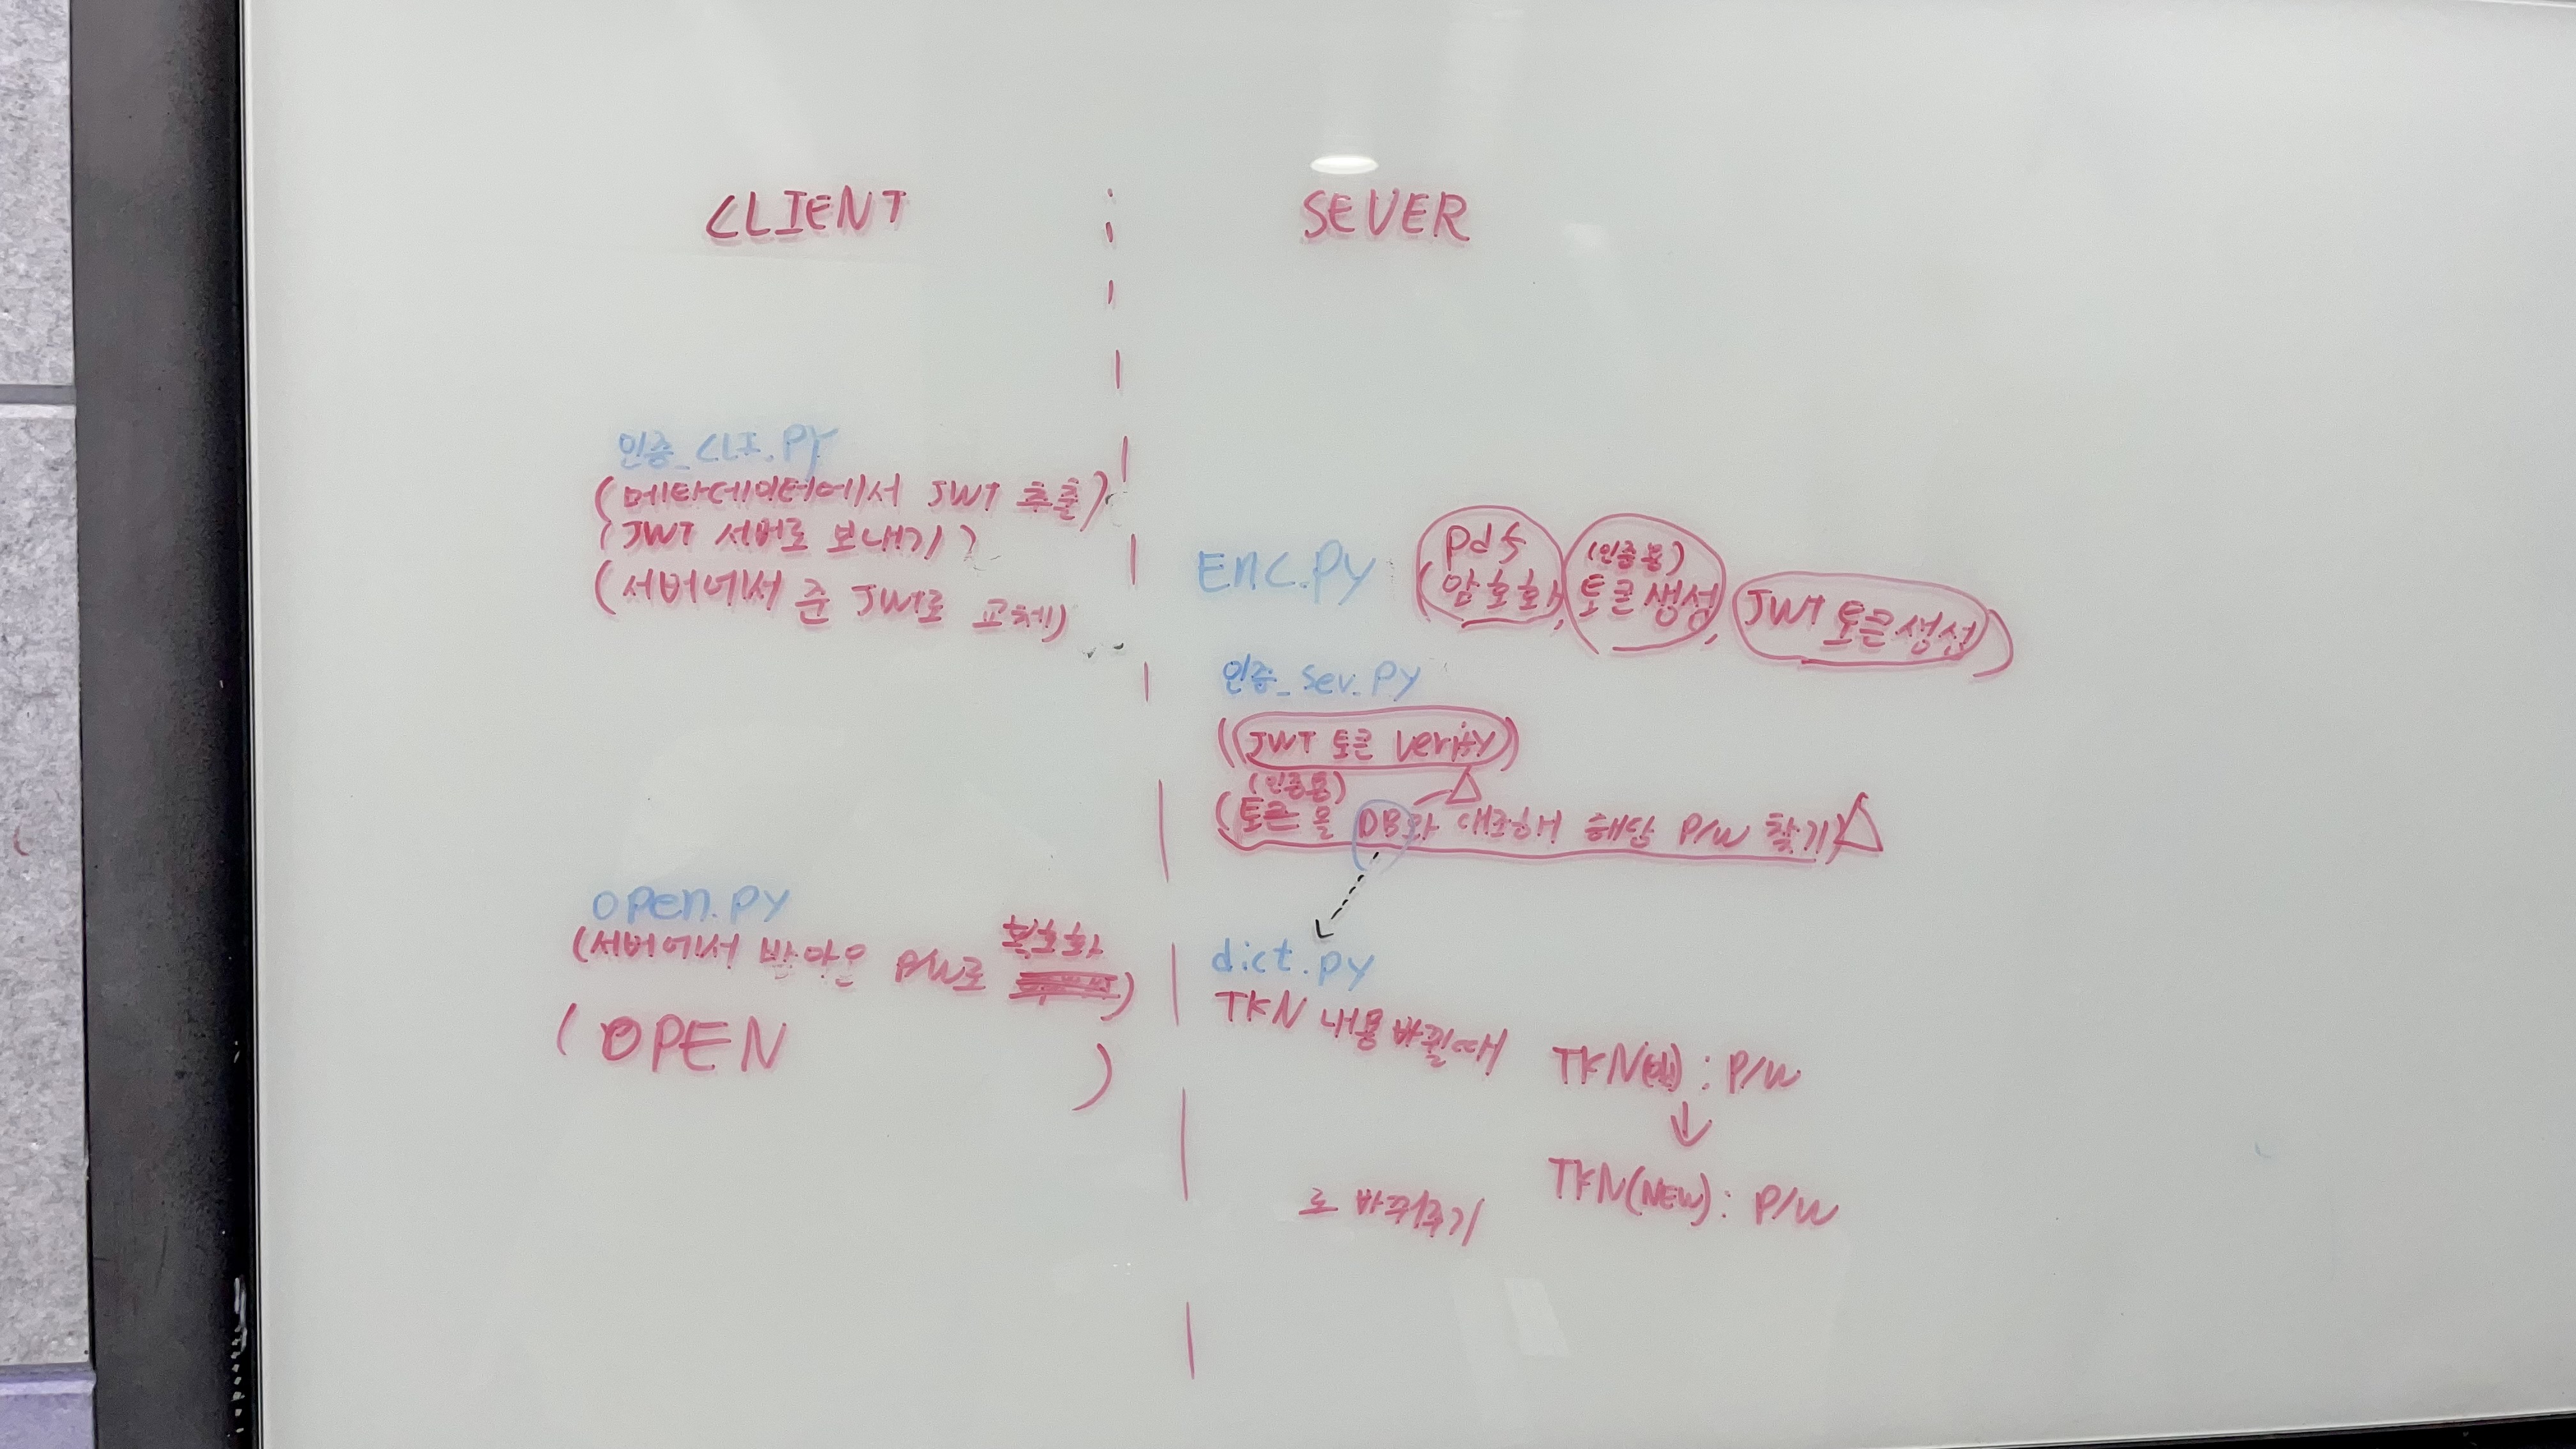 CLIENT
SEVER
인증_CLI.PY
(메타데이터에서 JWT 추출)
(JWT 서버로 보내기)
(서버에서 준 JWT로 교체)
Enc.PY
(pdf 암호화, (인증용) 토큰생성, JWT 토큰생성)
인증_Sev.PY
(JWT 토큰 Verify)
(인증용)
(토큰을 DB와 대조해서 해당 P/W 찾기)
open.py
(서버에서 받아온 P/W로 복호화)
(OPEN)
dict.py
TKN 내용 바뀔때
TKN(  ) : P/W
↓
TKN(NEW) : P/W
로 바꿔주기